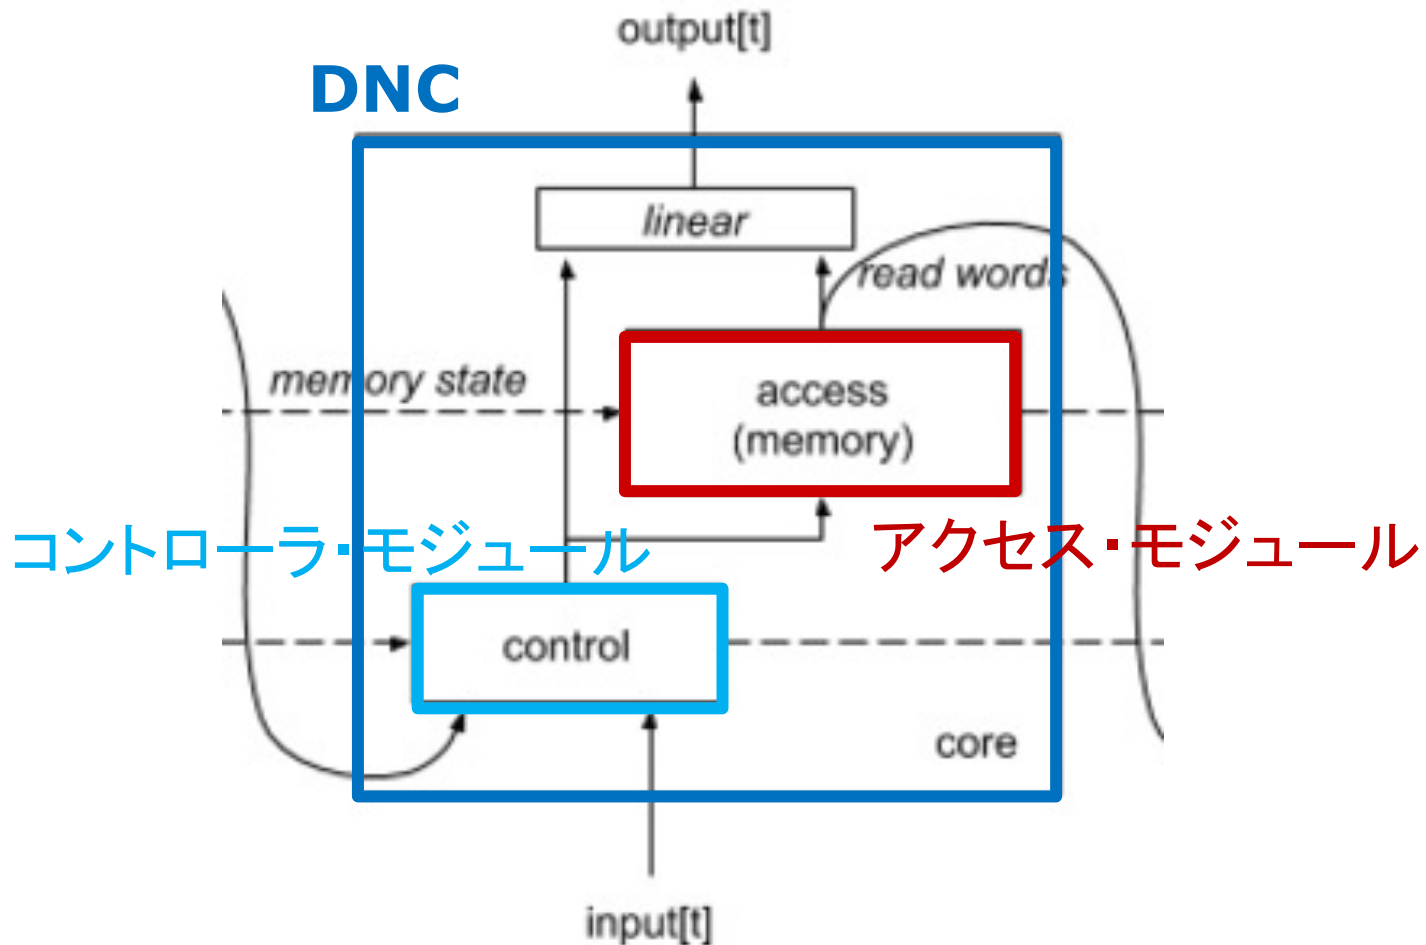 output[t]
DNC
linear
read words
memory state
access
(memory)
コントローラ・モジュール
アクセス・モジュール
control
core
input[t]